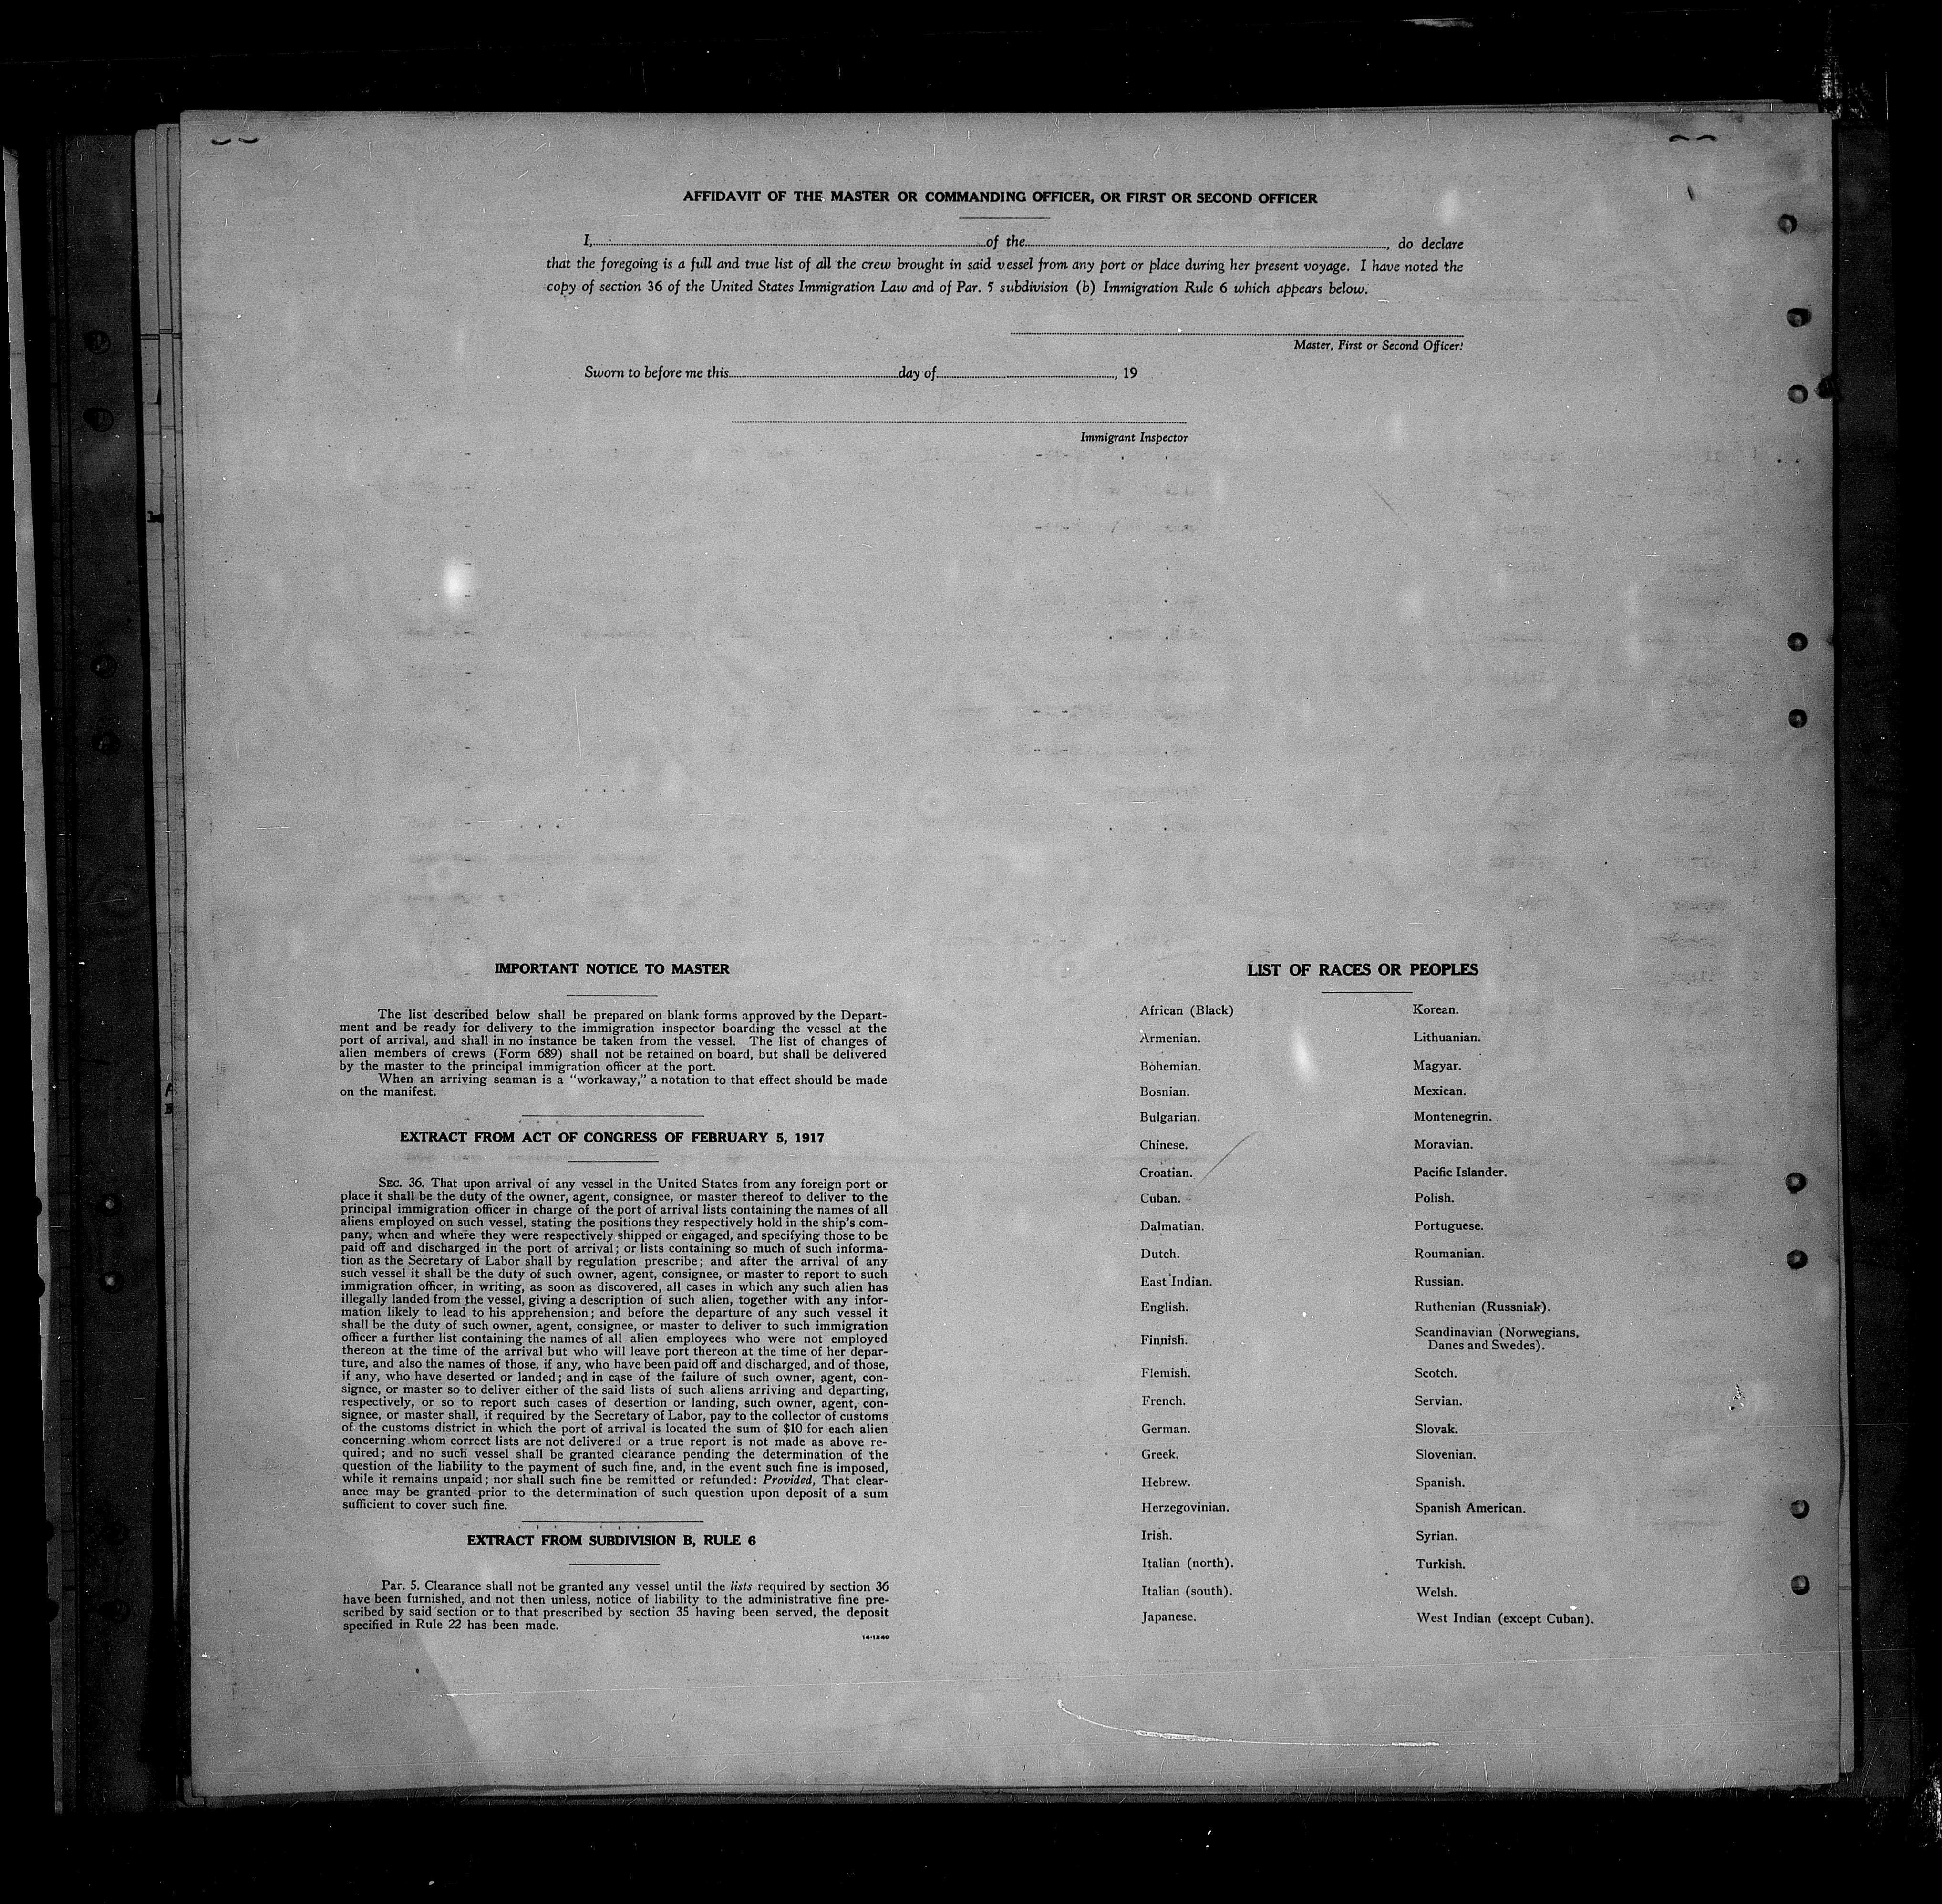 AFFIDAVIT OF THE MASTER OR COMMANDING OFFICER, OR FIRST OR SECOND OFFICER
I, of the , do declare
that the foregoing is a full and true list of all the crew brought in said vessel from any port or place during her present voyage. I have noted the
copy of section 36 of the United States Immigration Law and of Par. 5 subdivision (b) Immigration Rule 6 which appears below.
Master, First or Second Officer.
Sworn to before me this day of , 19
Immigrant Inspector
IMPORTANT NOTICE TO MASTER
The list described below shall be prepared on blank forms approved by the Depart-
ment and be ready for delivery to the immigration inspector boarding the vessel at the
port of arrival, and shall in no instance be taken from the vessel. The list of changes of
alien members of crews (Form 689) shall not be retained on board, but shall be delivered
by the master to the principal immigration officer at the port.
When an arriving seaman is a "workaway," a notation to that effect should be made
on the manifest.
EXTRACT FROM ACT OF CONGRESS OF FEBRUARY 5, 1917
SEC. 36. That upon arrival of any vessel in the United States from any foreign port or
place it shall be the duty of the owner, agent, consignee, or master thereof to deliver to the
principal immigration officer in charge of the port of arrival lists containing the names of all
aliens employed on such vessel, stating the positions they respectively hold in the ship's com-
pany, when and where they were respectively shipped or engaged, and specifying those to be
paid off and discharged in the port of arrival; or lists containing so much of such informa-
tion as the Secretary of Labor shall by regulation prescribe; and after the arrival of any
such vessel it shall be the duty of such owner, agent, consignee, or master to report to such
immigration officer, in writing, as soon as discovered, all cases in which any such alien has
illegally landed from the vessel, giving a description of such alien, together with any infor-
mation likely to lead to his apprehension; and before the departure of any such vessel it
shall be the duty of such owner, agent, consignee, or master to deliver to such immigration
officer a further list containing the names of all alien employees who were not employed
thereon at the time of the arrival but who will leave port thereon at the time of her depar-
ture, and also the names of those, if any, who have been paid off and discharged, and of those,
if any, who have deserted or landed; and in case of the failure of such owner, agent, con-
signee, or master so to deliver either of the said lists of such aliens arriving and departing,
respectively, or so to report such cases of desertion or landing, such owner, agent, con-
signee, or master shall, if required by the Secretary of Labor, pay to the collector of customs
of the customs district in which the port of arrival is located the sum of $10 for each alien
concerning whom correct lists are not delivered or a true report is not made as above re-
quired; and no such vessel shall be granted clearance pending the determination of the
question of the liability to the payment of such fine, and, in the event such fine is imposed,
while it remains unpaid; nor shall such fine be remitted or refunded: Provided, That clear-
ance may be granted prior to the determination of such question upon deposit of a sum
sufficient to cover such fine.
EXTRACT FROM SUBDIVISION B, RULE 6
Par. 5. Clearance shall not be granted any vessel until the lists required by section 36
have been furnished, and not then unless, notice of liability to the administrative fine pre-
scribed by said section or to that prescribed by section 35 having been served, the deposit
specified in Rule 22 has been made.
14-1240
LIST OF RACES OR PEOPLES
African (Black)
Armenian.
Bohemian.
Bosnian.
Bulgarian.
Chinese.
Croatian.
Cuban.
Dalmatian.
Dutch.
East Indian.
English.
Finnish.
Flemish.
French.
German.
Greek.
Hebrew.
Herzegovinian.
Irish.
Italian (north).
Italian (south).
Japanese.
Korean.
Lithuanian.
Magyar.
Mexican.
Montenegrin.
Moravian.
Pacific Islander.
Polish.
Portuguese.
Roumanian.
Russian.
Ruthenian (Russniak).
Scandinavian (Norwegians,
Danes and Swedes).
Scotch.
Servian.
Slovak.
Slovenian.
Spanish.
Spanish American.
Syrian.
Turkish.
Welsh.
West Indian (except Cuban).